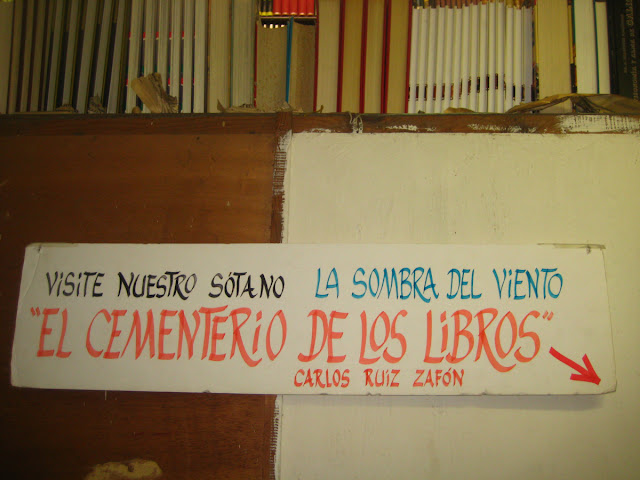 VISITE NUESTRO SÓTANO LA SOMBRA DEL VIENTO
"EL CEMENTERIO DE LOS LIBROS"
CARLOS RUIZ ZAFÓN